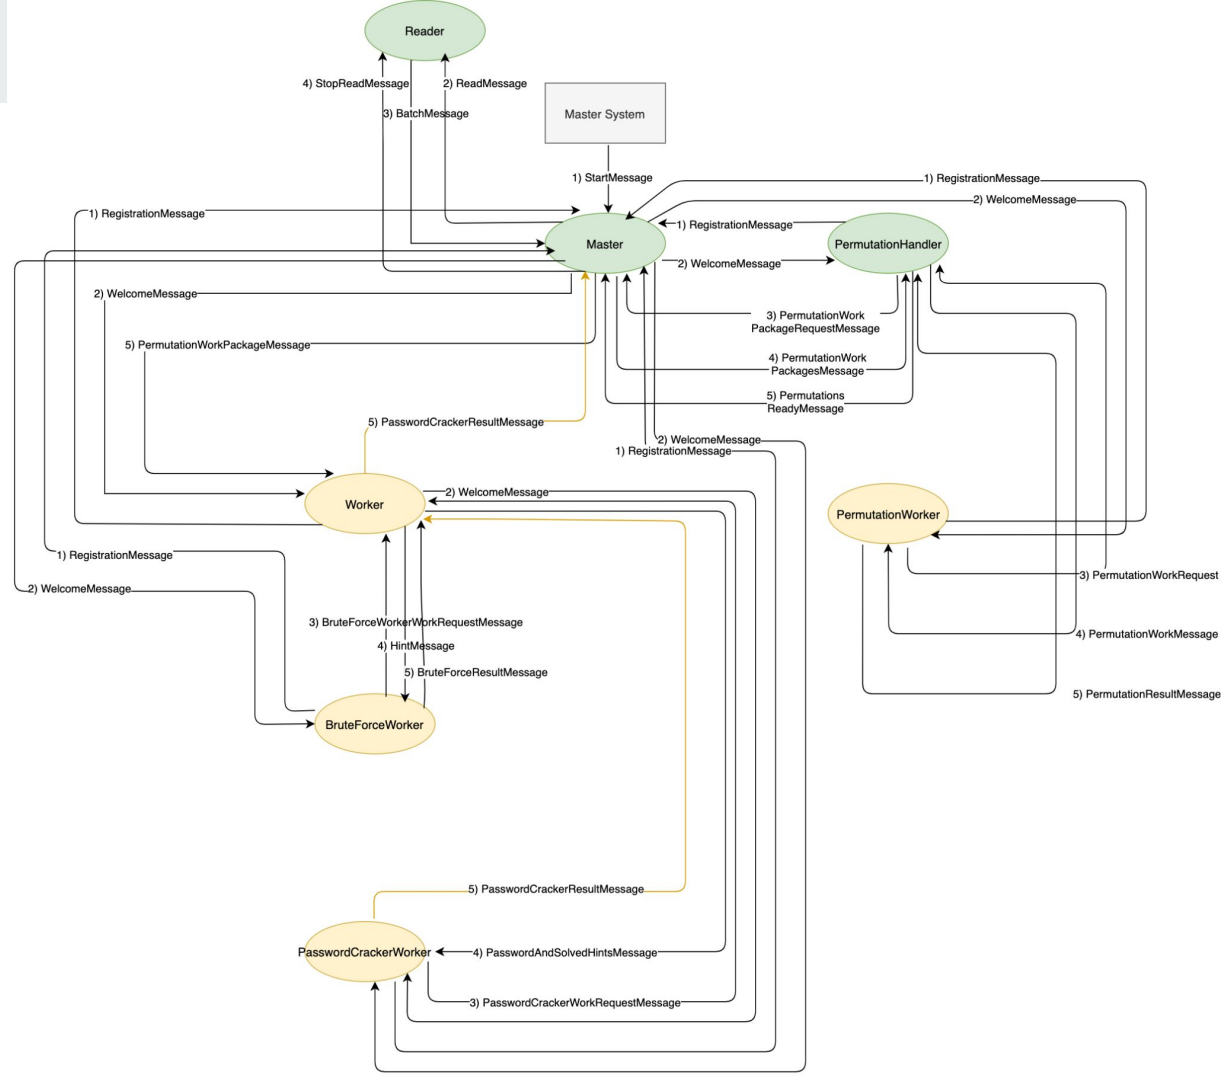 Reader
4) StopReadMessage
2) ReadMessage
3) BatchMessage
Master System
1) StartMessage
1) RegistrationMessage
2) WelcomeMessage
1) RegistrationMessage
1) RegistrationMessage
Master
PermutationHandler
2) WelcomeMessage
2) WelcomeMessage
3) PermutationWork
PackageRequestMessage
5) PermutationWorkPackageMessage
4) PermutationWork
PackagesMessage
5) Permutations
ReadyMessage
5) PasswordCrackerResultMessage
2) WelcomeMessage
1) RegistrationMessage
2) WelcomeMessage
Worker
PermutationWorker
1) RegistrationMessage
3) PermutationWorkRequest
2) WelcomeMessage
3) BruteForceWorkerWorkRequestMessage
4) PermutationWorkMessage
4) HintMessage
5) BruteForceResultMessage
5) PermutationResultMessage
BruteForceWorker
5) PasswordCrackerResultMessage
PasswordCrackerWorker
4) PasswordAndSolvedHintsMessage
3) PasswordCrackerWorkRequestMessage